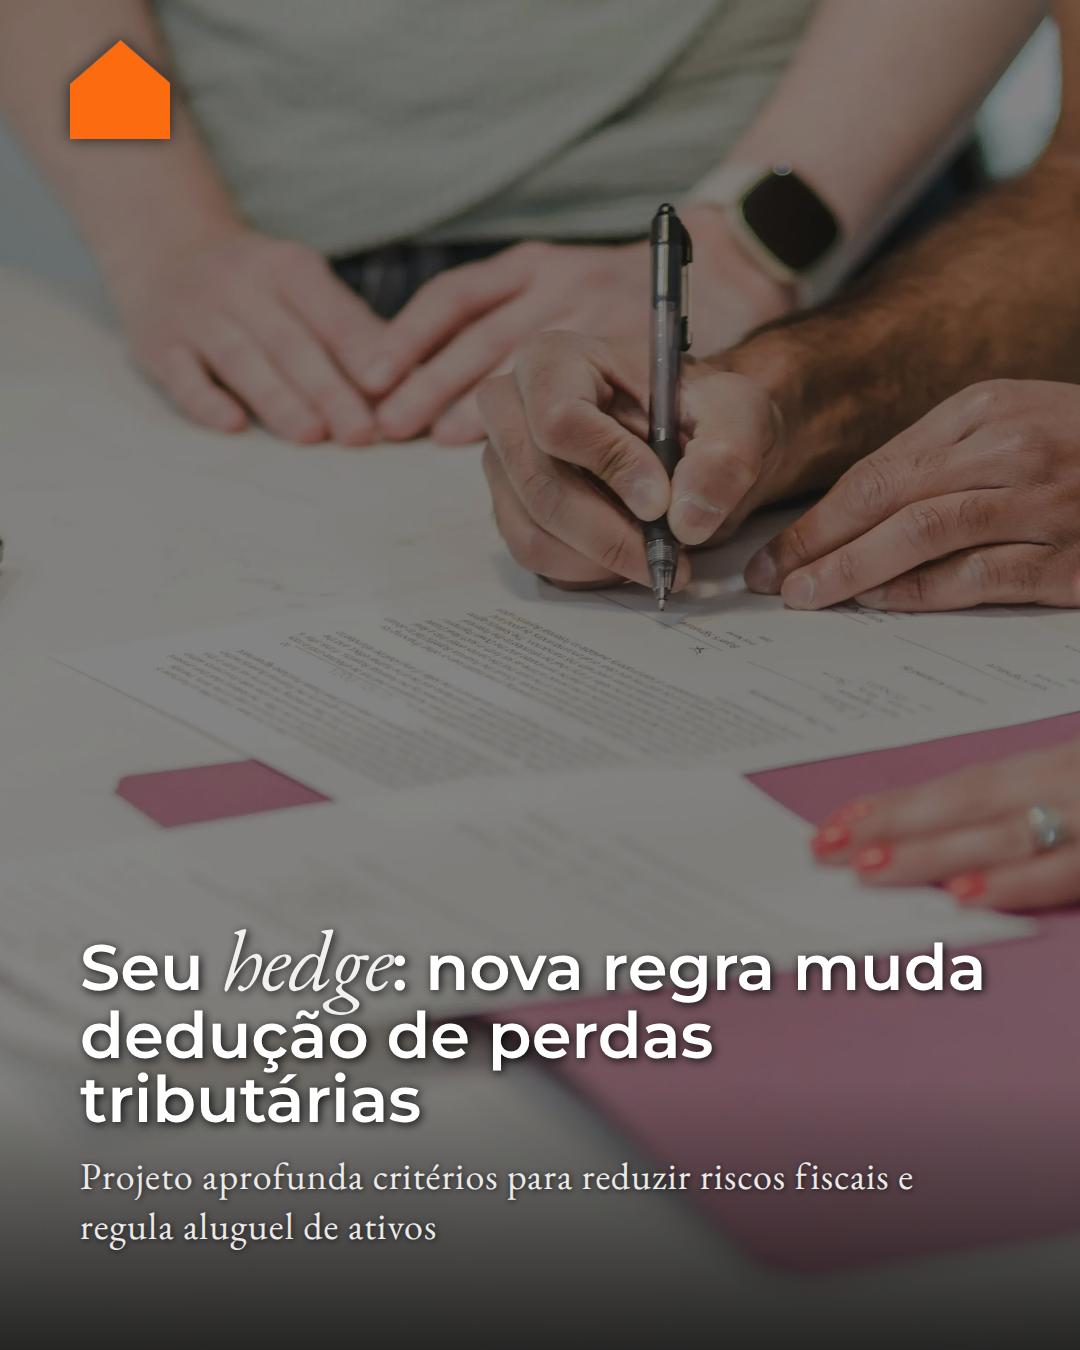 Seu hedge: nova regra muda
dedução de perdas
tributárias
Projeto aprofunda critérios para reduzir riscos fiscais e
regula aluguel de ativos